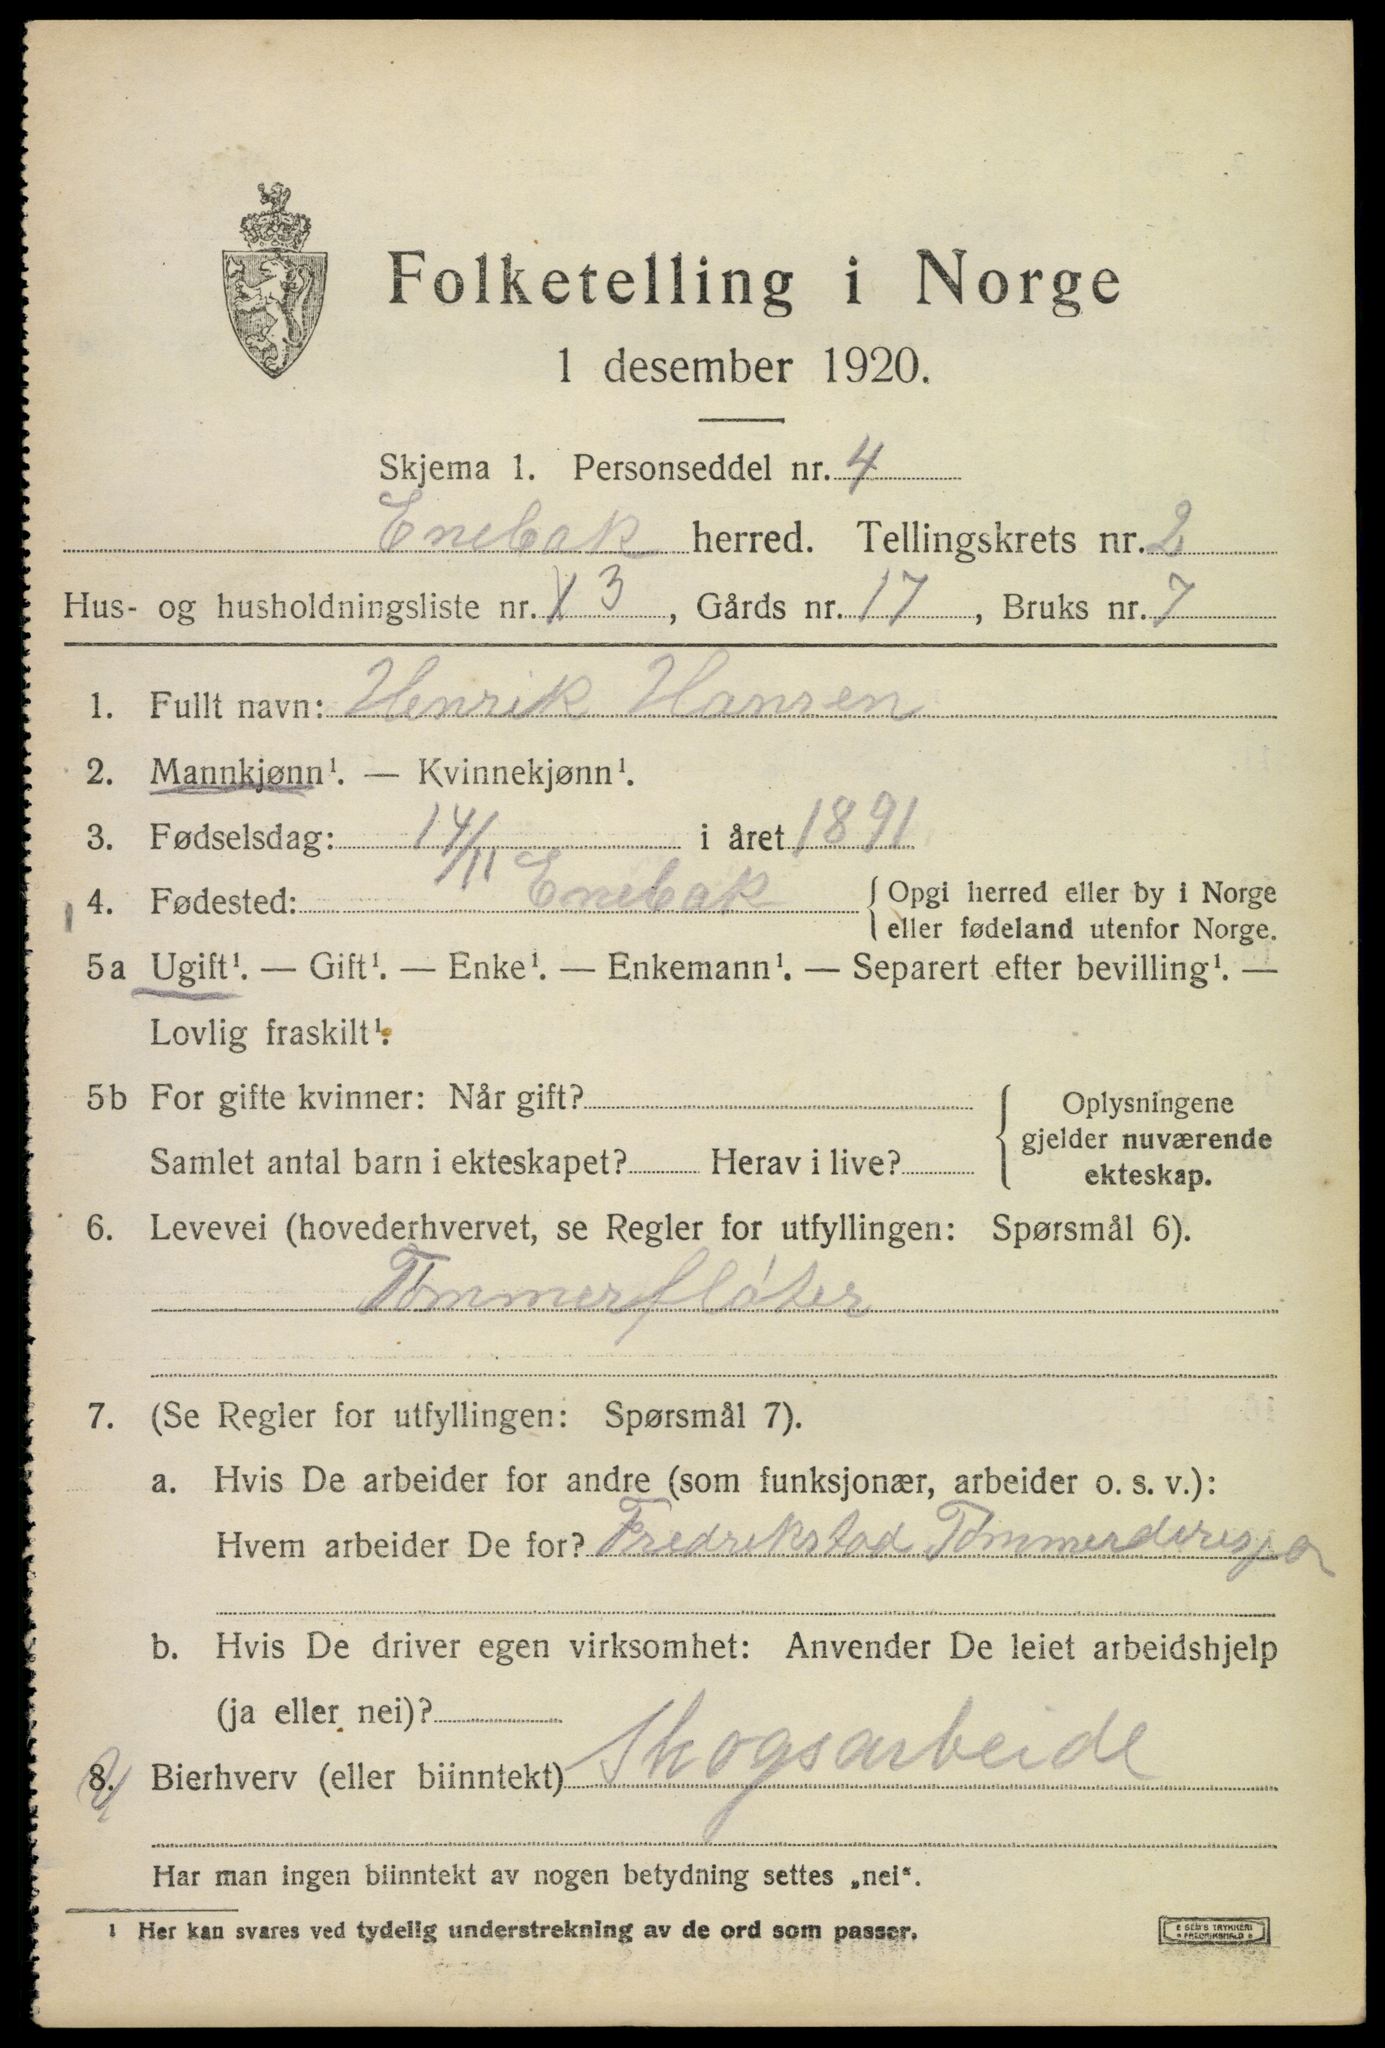 Folketelling i Norge
1 desember 1920.
Skjema 1. Personseddel nr. 4
Enebak herred. Tellingskrets nr. 2
Hus- og husholdningsliste nr. 3, Gårds nr. 17, Bruks nr. 7
1. Fullt navn: Henrik Hansen
2. Mannkjønn¹. — Kvinnekjønn¹.
3. Fødselsdag: 14/11 i året 1891
4. Fødested: Enebak { Opgi herred eller by i Norge
eller fødeland utenfor Norge.
5a Ugift¹. — Gift¹. — Enke¹. — Enkemann¹. — Separert efter bevilling¹. —
Lovlig fraskilt¹.
5b For gifte kvinner: Når gift?
Samlet antal barn i ekteskapet? Herav i live?
Oplysningene
gjelder nuværende
ekteskap.
6. Levevei (hovederhvervet, se Regler for utfyllingen: Spørsmål 6).
Tømmerfløter
7. (Se Regler for utfyllingen: Spørsmål 7).
a. Hvis De arbeider for andre (som funksjonær, arbeider o. s. v.):
Hvem arbeider De for? Fredrikstad
b. Hvis De driver egen virksomhet: Anvender De leiet arbeidshjelp
(ja eller nei)?
8. Bierhverv (eller biinntekt) Skogsarbeide
Har man ingen biinntekt av nogen betydning settes „nei“.
¹ Her kan svares ved tydelig understrekning av de ord som passer.